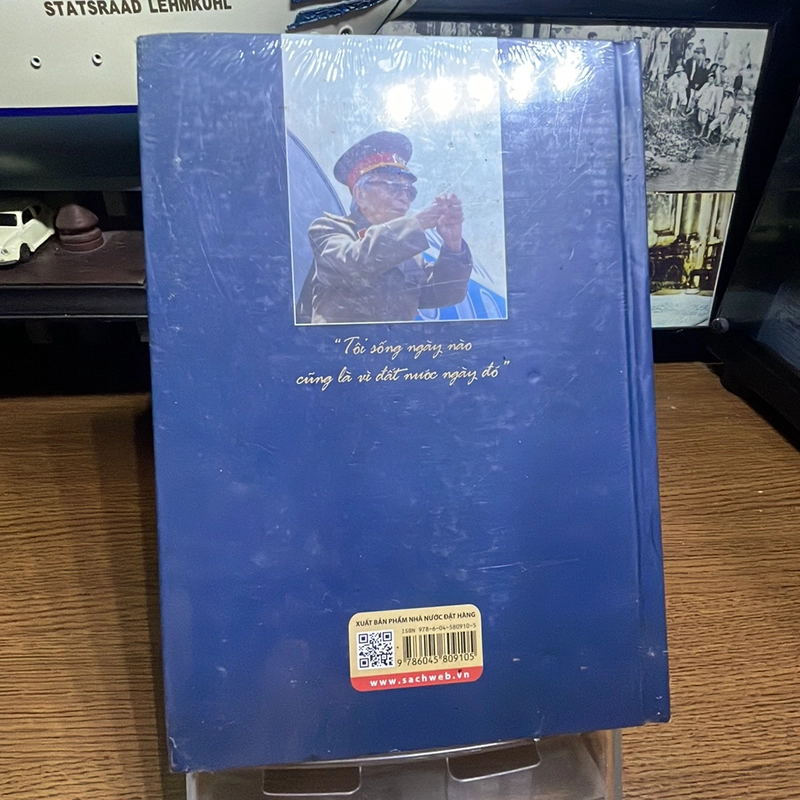 STATSRAAD LEHMKUHL
"Tôi sống ngày nào
cũng là vì đất nước ngày đó"
XUẤT BẢN PHẨM NHÀ NƯỚC ĐẶT HÀNG
ISBN 978-6-04-580910-5
9 786045 809105
www.sachweb.vn